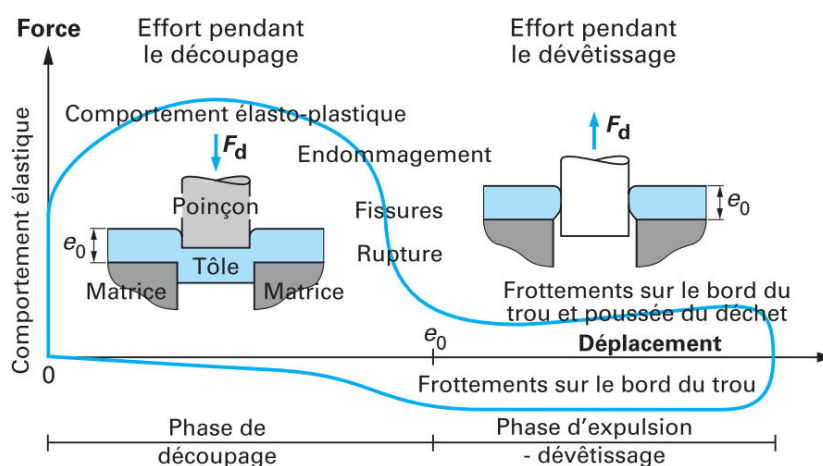 Force
Effort pendant
le découpage
Effort pendant
le dévêtissage
Comportement élastique
Comportement élasto-plastique
Fd
Endommagement
Fd
Poinçon
Fissures
e0
e0
Rupture
Tôle
Matrice
Matrice
Frottements sur le bord du
trou et poussée du déchet
e0
Déplacement
0
Frottements sur le bord du trou
Phase de
découpage
Phase d'expulsion
- dévêtissage